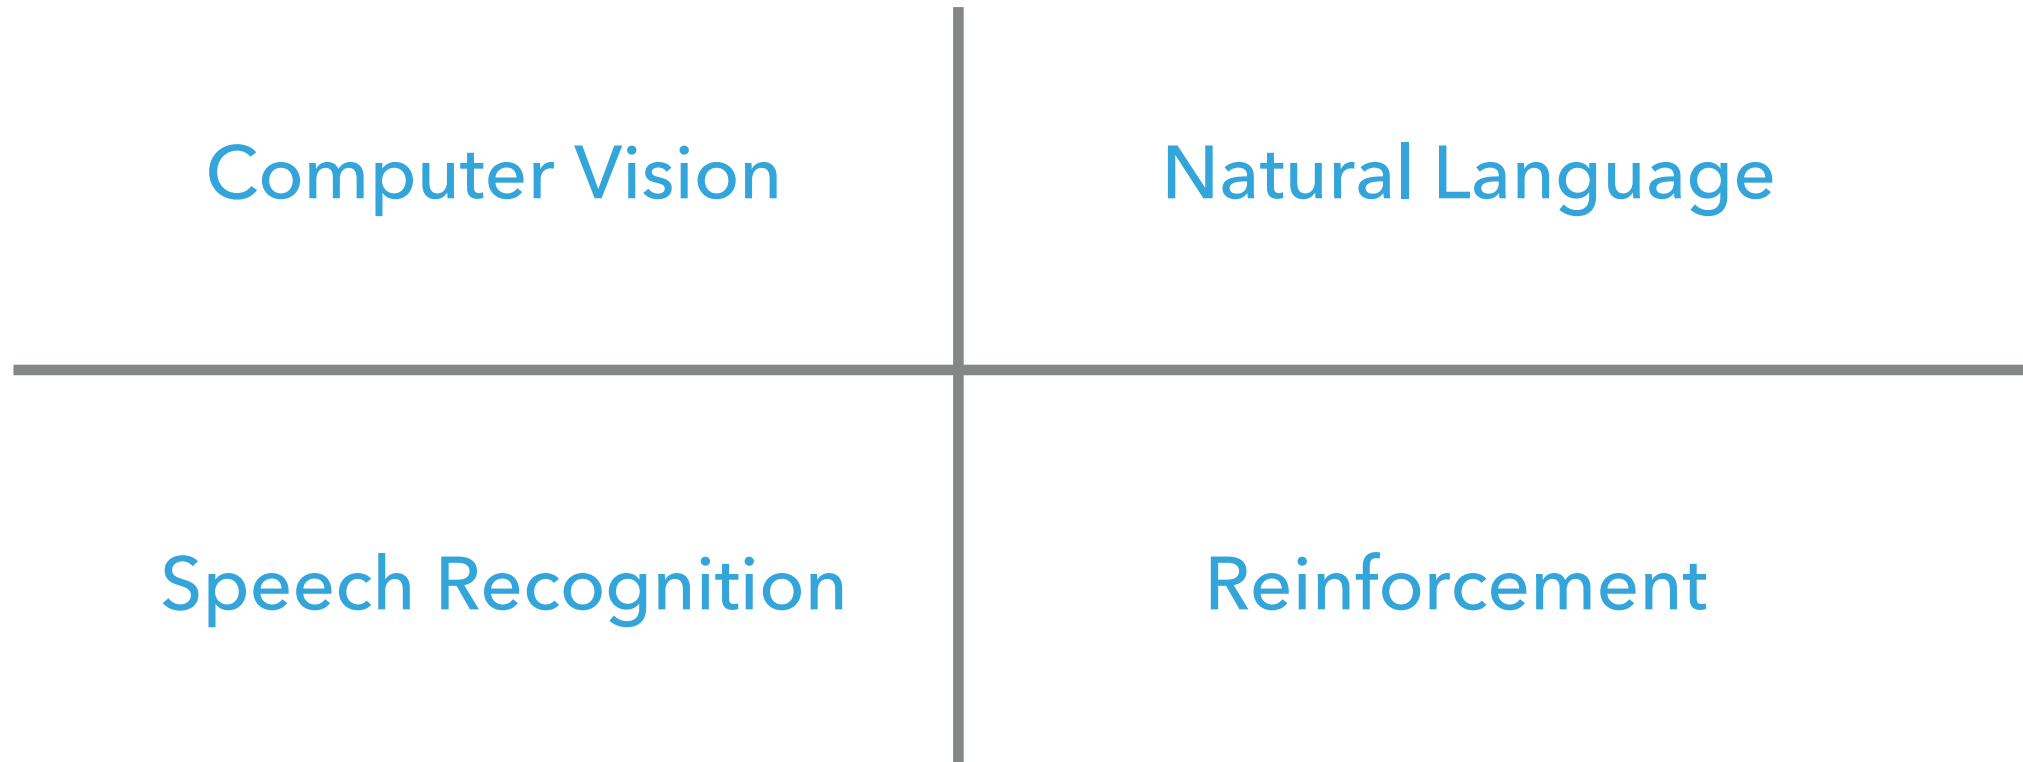 Computer Vision
Natural Language
Speech Recognition
Reinforcement